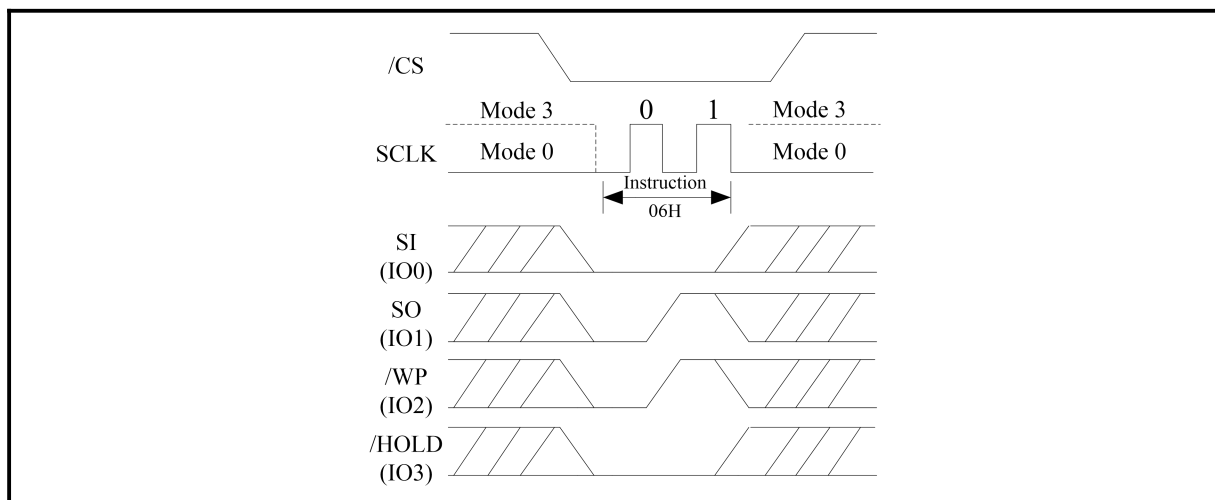 /CS
Mode 3 0 1 Mode 3
SCLK Mode 0 Mode 0
Instruction
06H
SI
(IO0)
SO
(IO1)
/WP
(IO2)
/HOLD
(IO3)